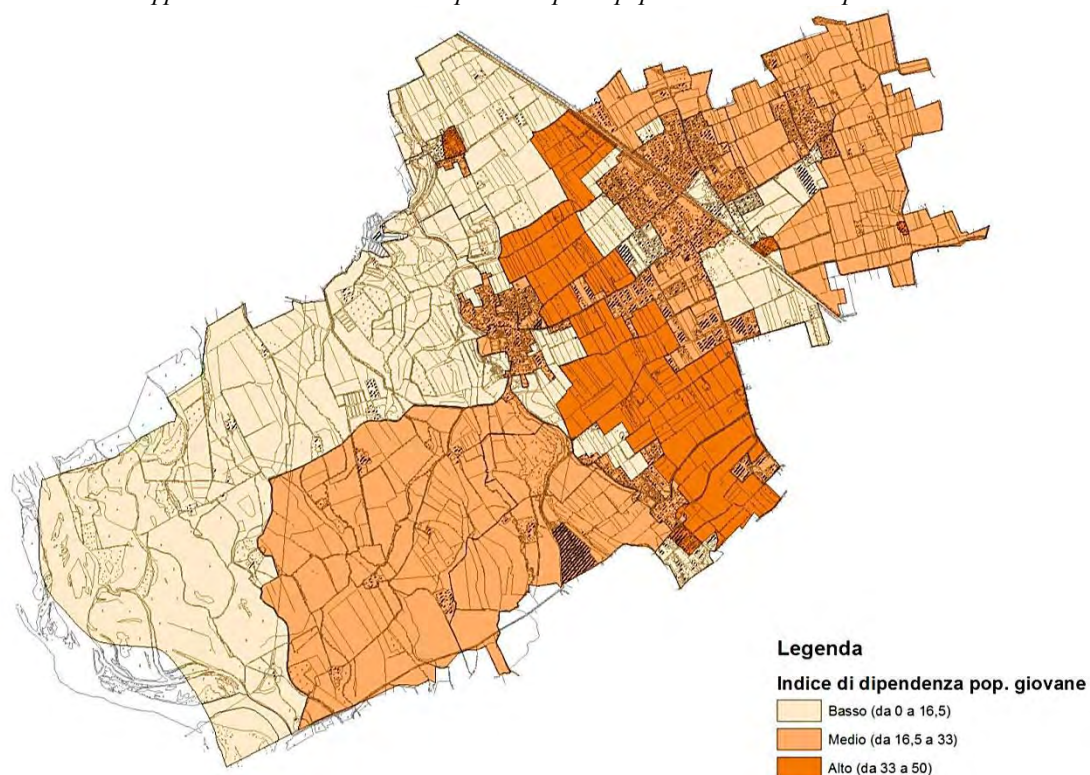 Legenda
Indice di dipendenza pop. giovane
Basso (da 0 a 16,5)
Medio (da 16,5 a 33)
Alto (da 33 a 50)